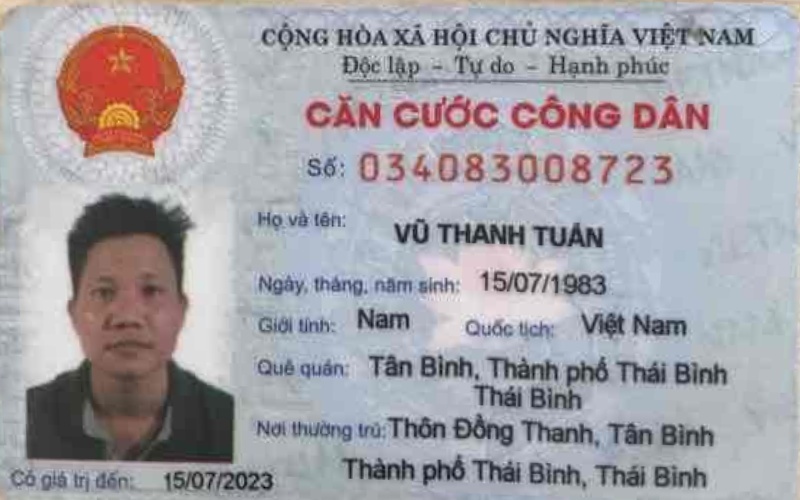 CỘNG HÒA XÃ HỘI CHỦ NGHĨA VIỆT NAM
Độc lập - Tự do - Hạnh phúc
CĂN CƯỚC CÔNG DÂN
Số: 034083008723
Họ và tên: VŨ THANH TUẤN
Ngày, tháng, năm sinh: 15/07/1983
Giới tính: Nam Quốc tịch: Việt Nam
Quê quán: Tân Bình, Thành phố Thái Bình
Thái Bình
Nơi thường trú: Thôn Đồng Thanh, Tân Bình
Thành phố Thái Bình, Thái Bình
Có giá trị đến: 15/07/2023